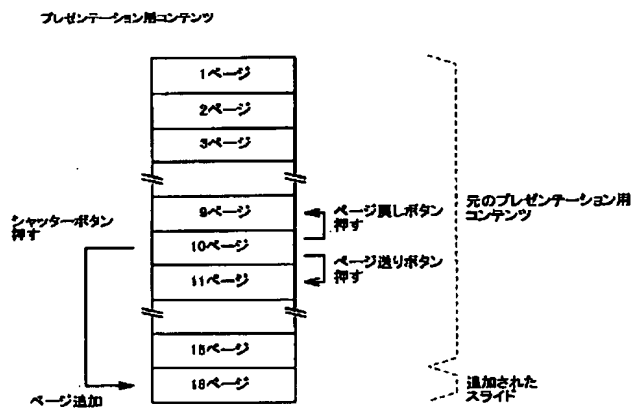 プレゼンテーション用コンテンツ
1ページ
2ページ
3ページ
9ページ
10ページ
11ページ
15ページ
16ページ
シャッターボタン
押す
ページ追加
ページ戻しボタン
押す
ページ送りボタン
押す
元のプレゼンテーション用
コンテンツ
追加された
スライド